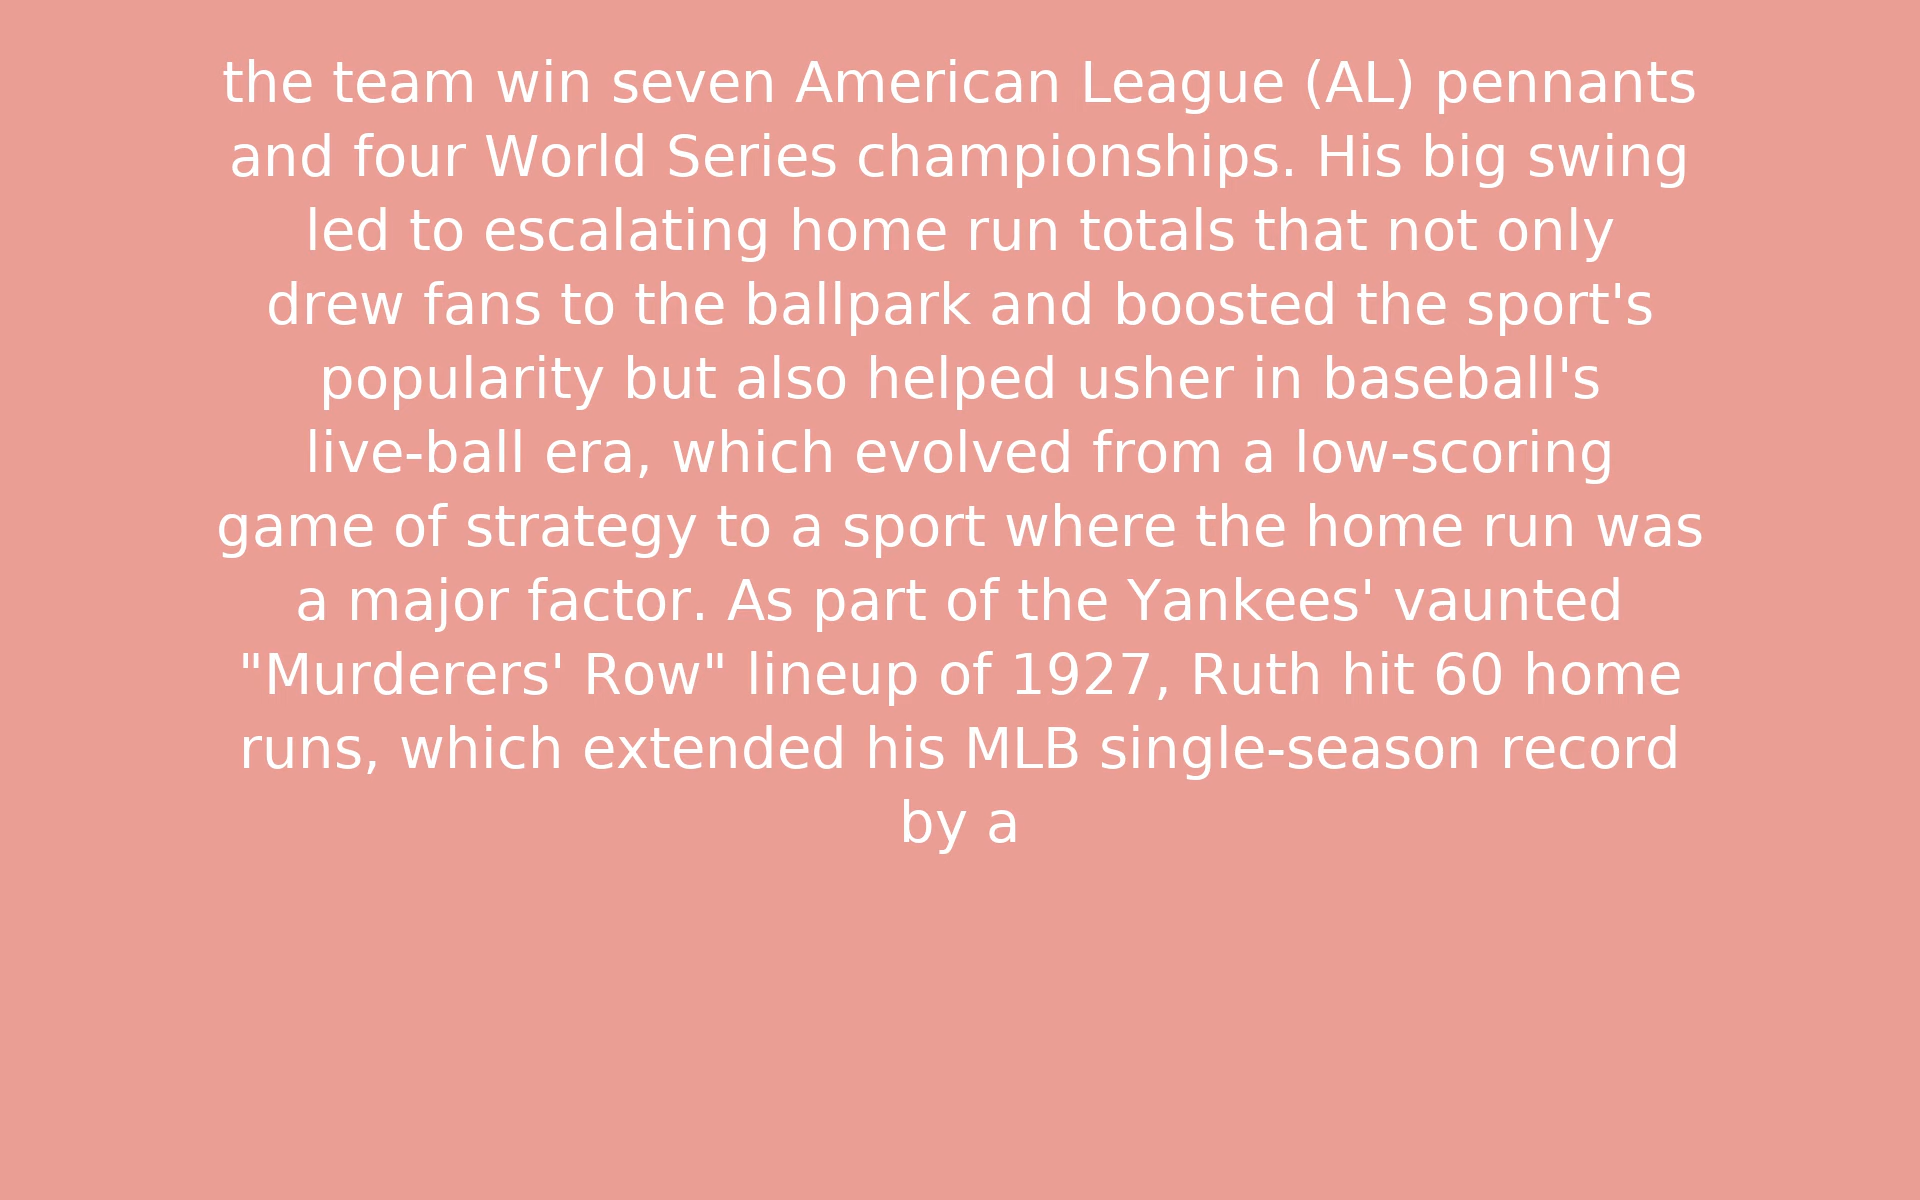 the team win seven American League (AL) pennants
and four World Series championships. His big swing
led to escalating home run totals that not only
drew fans to the ballpark and boosted the sport's
popularity but also helped usher in baseball's
live-ball era, which evolved from a low-scoring
game of strategy to a sport where the home run was
a major factor. As part of the Yankees' vaunted
"Murderers' Row" lineup of 1927, Ruth hit 60 home
runs, which extended his MLB single-season record
by a